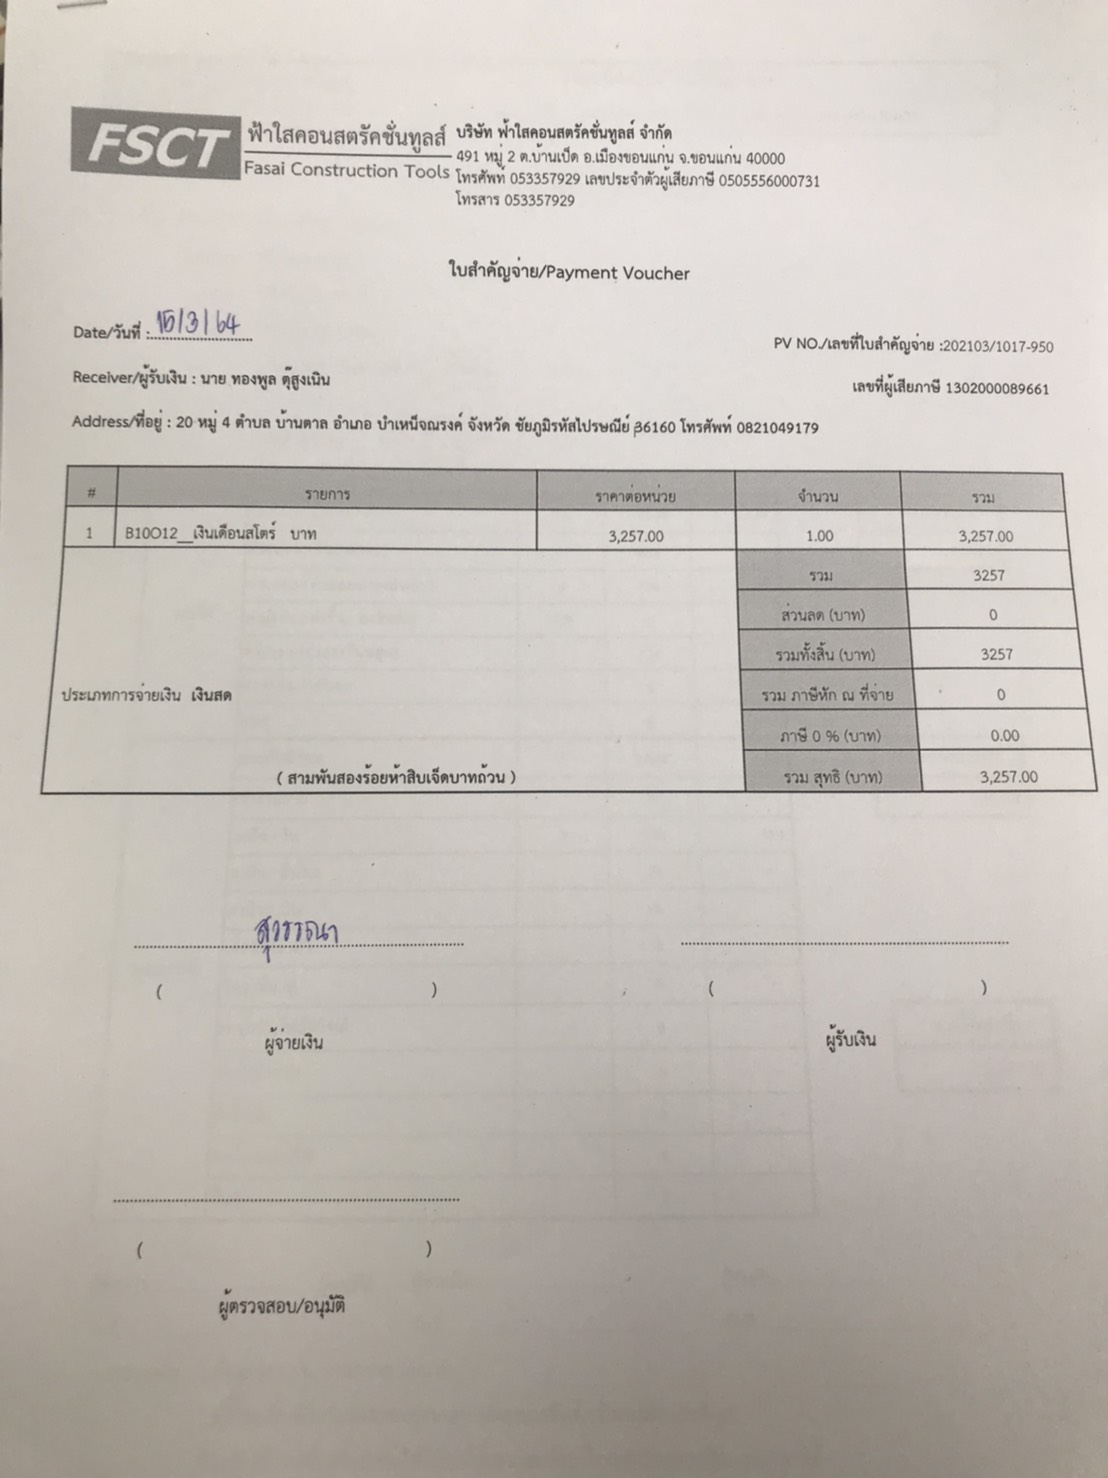 FSCT ฟ้าใสคอนสตรัคชั่นทูลส์
Fasai Construction Tools
บริษัท ฟ้าใสคอนสตรัคชั่นทูลส์ จำกัด
491 หมู่ 2 ต.บ้านเป็ด อ.เมืองขอนแก่น จ.ขอนแก่น 40000
โทรศัพท์ 053357929 เลขประจำตัวผู้เสียภาษี 0505556000731
โทรสาร 053357929
ใบสำคัญจ่าย/Payment Voucher
Date/วันที่ : 15/3/64
PV NO./เลขที่ใบสำคัญจ่าย :202103/1017-950
Receiver/ผู้รับเงิน : นาย ทองพูล ตุ้สูงเนิน
เลขที่ผู้เสียภาษี 1302000089661
Address/ที่อยู่ : 20 หมู่ 4 ตำบล บ้านตาล อำเภอ บำเหน็จณรงค์ จังหวัด ชัยภูมิรหัสไปรษณีย์ 36160 โทรศัพท์ 0821049179
# รายการ ราคาต่อหน่วย จำนวน รวม
1 B10O12__เงินเดือนสโตร์ บาท 3,257.00 1.00 3,257.00
รวม 3257
ส่วนลด (บาท) 0
รวมทั้งสิ้น (บาท) 3257
ประเภทการจ่ายเงิน เงินสด
รวม ภาษีหัก ณ ที่จ่าย 0
ภาษี 0 % (บาท) 0.00
( สามพันสองร้อยห้าสิบเจ็ดบาทถ้วน )
รวม สุทธิ (บาท) 3,257.00
สุวรรณา
( )
( )
ผู้จ่ายเงิน
ผู้รับเงิน
( )
ผู้ตรวจสอบ/อนุมัติ